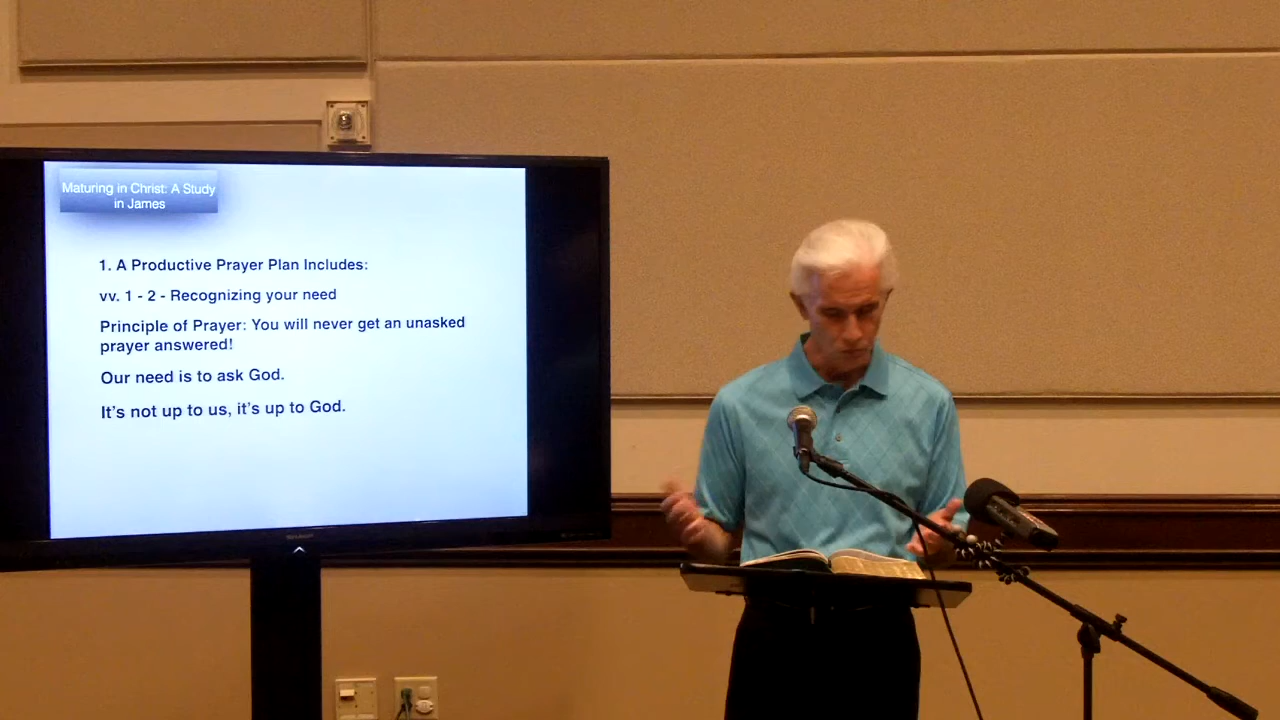 Maturing in Christ: A Study
in James
1. A Productive Prayer Plan Includes:
vv. 1 - 2 - Recognizing your need
Principle of Prayer: You will never get an unasked
prayer answered!
Our need is to ask God.
It's not up to us, it's up to God.